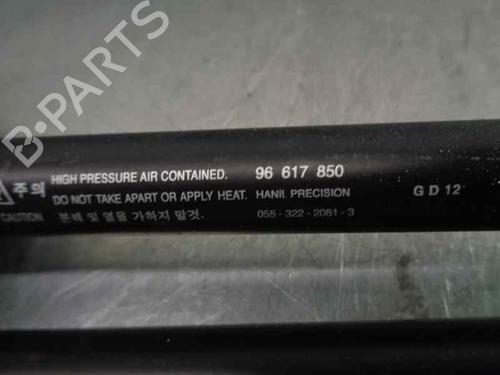 주의 HIGH PRESSURE AIR CONTAINED. 96 617 850
DO NOT TAKE APART OR APPLY HEAT. HANIL PRECISION G D 12
CAUTION 분해 및 열을 가하지 말것. 055-322-2081-3
B-PARTS